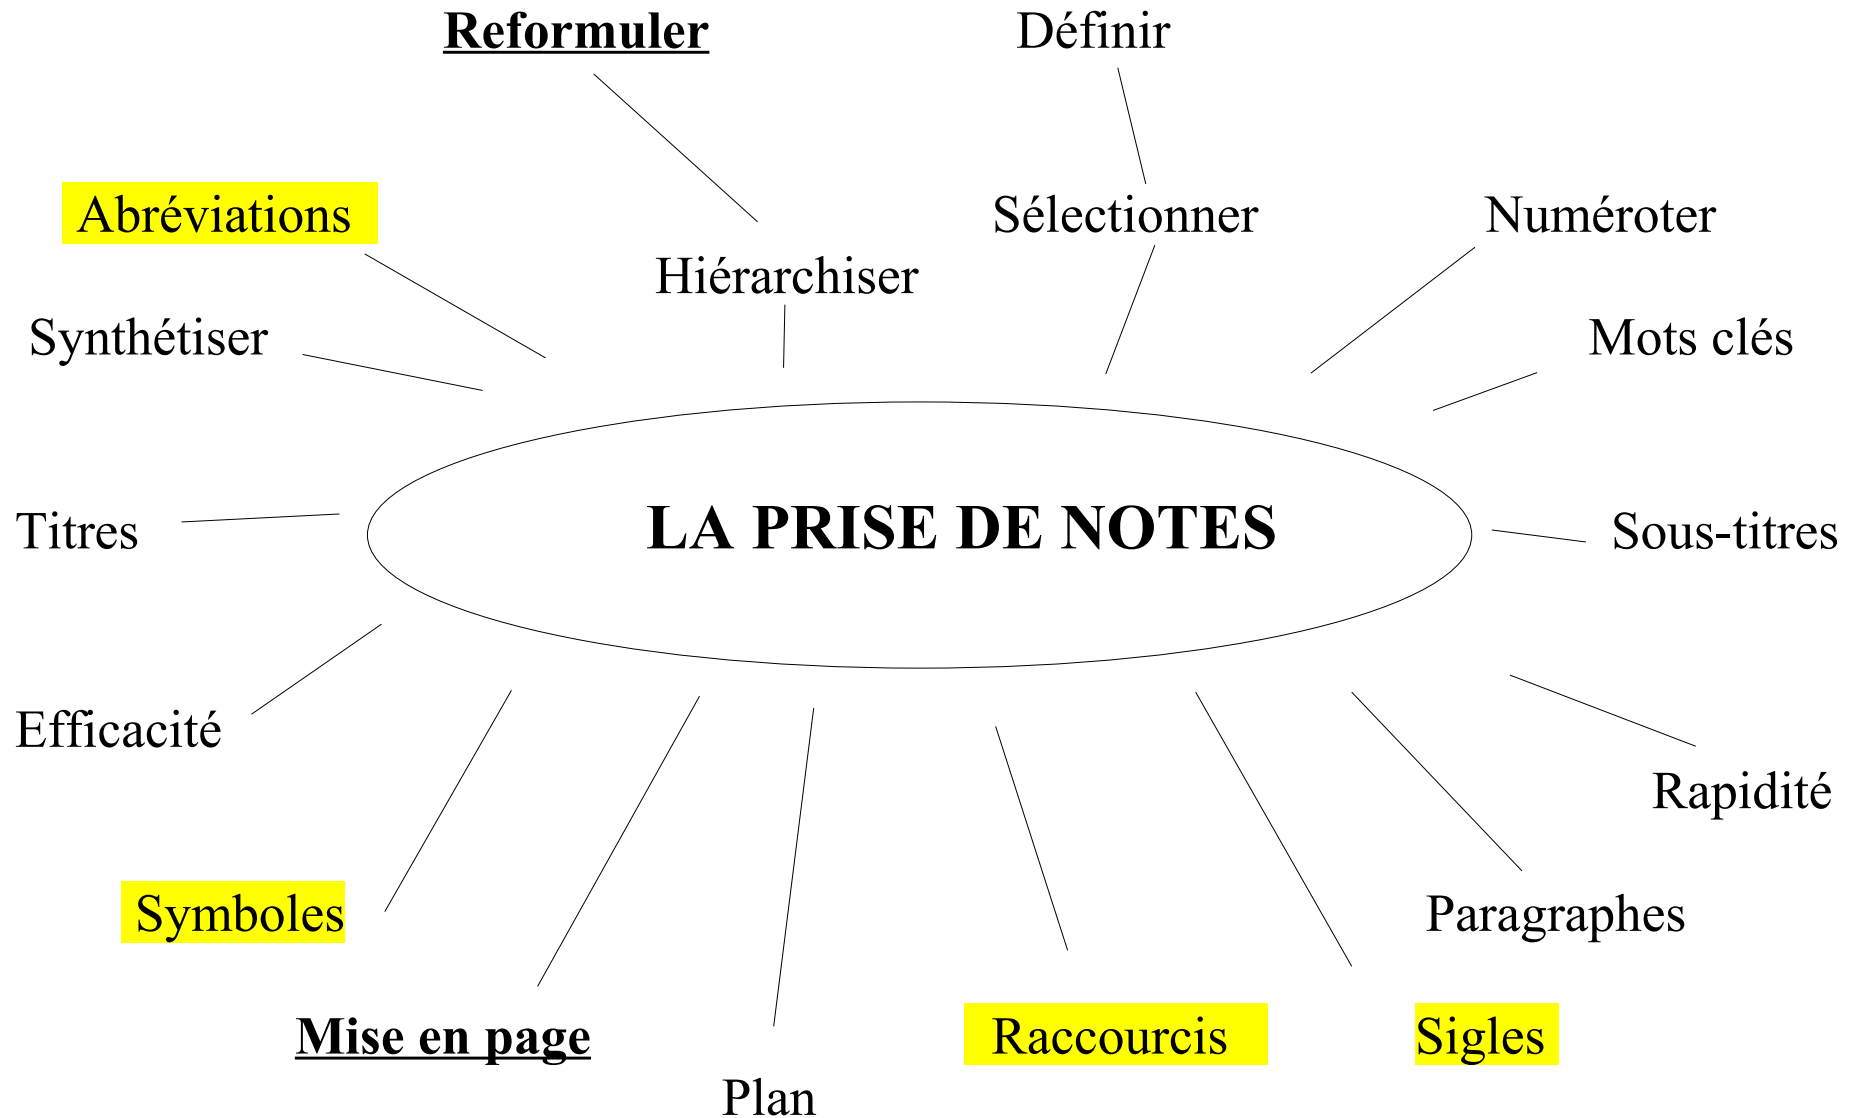 Reformuler
Définir
Abréviations
Sélectionner
Numéroter
Hiérarchiser
Synthétiser
Mots clés
LA PRISE DE NOTES
Titres
Sous-titres
Efficacité
Rapidité
Symboles
Paragraphes
Mise en page
Raccourcis
Sigles
Plan